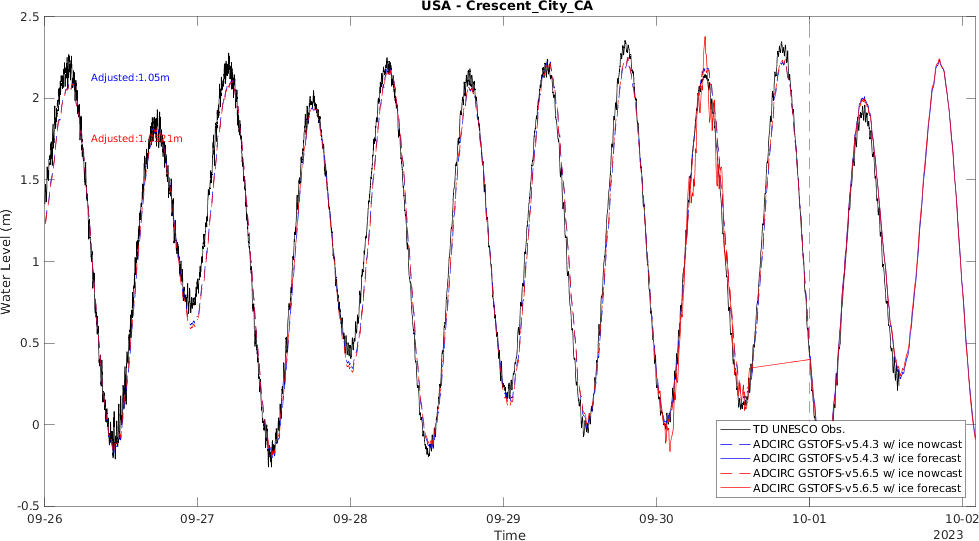 USA - Crescent_City_CA
2.5
2
1.5
1
0.5
0
-0.5
Water Level (m)
Adjusted:1.05m
TD UNESCO Obs.
ADCIRC GSTOFS-v5.4.3 w/ ice nowcast
ADCIRC GSTOFS-v5.4.3 w/ ice forecast
ADCIRC GSTOFS-v5.6.5 w/ ice nowcast
ADCIRC GSTOFS-v5.6.5 w/ ice forecast
09-26 09-27 09-28 09-29 09-30 10-01 10-02
Time
2023